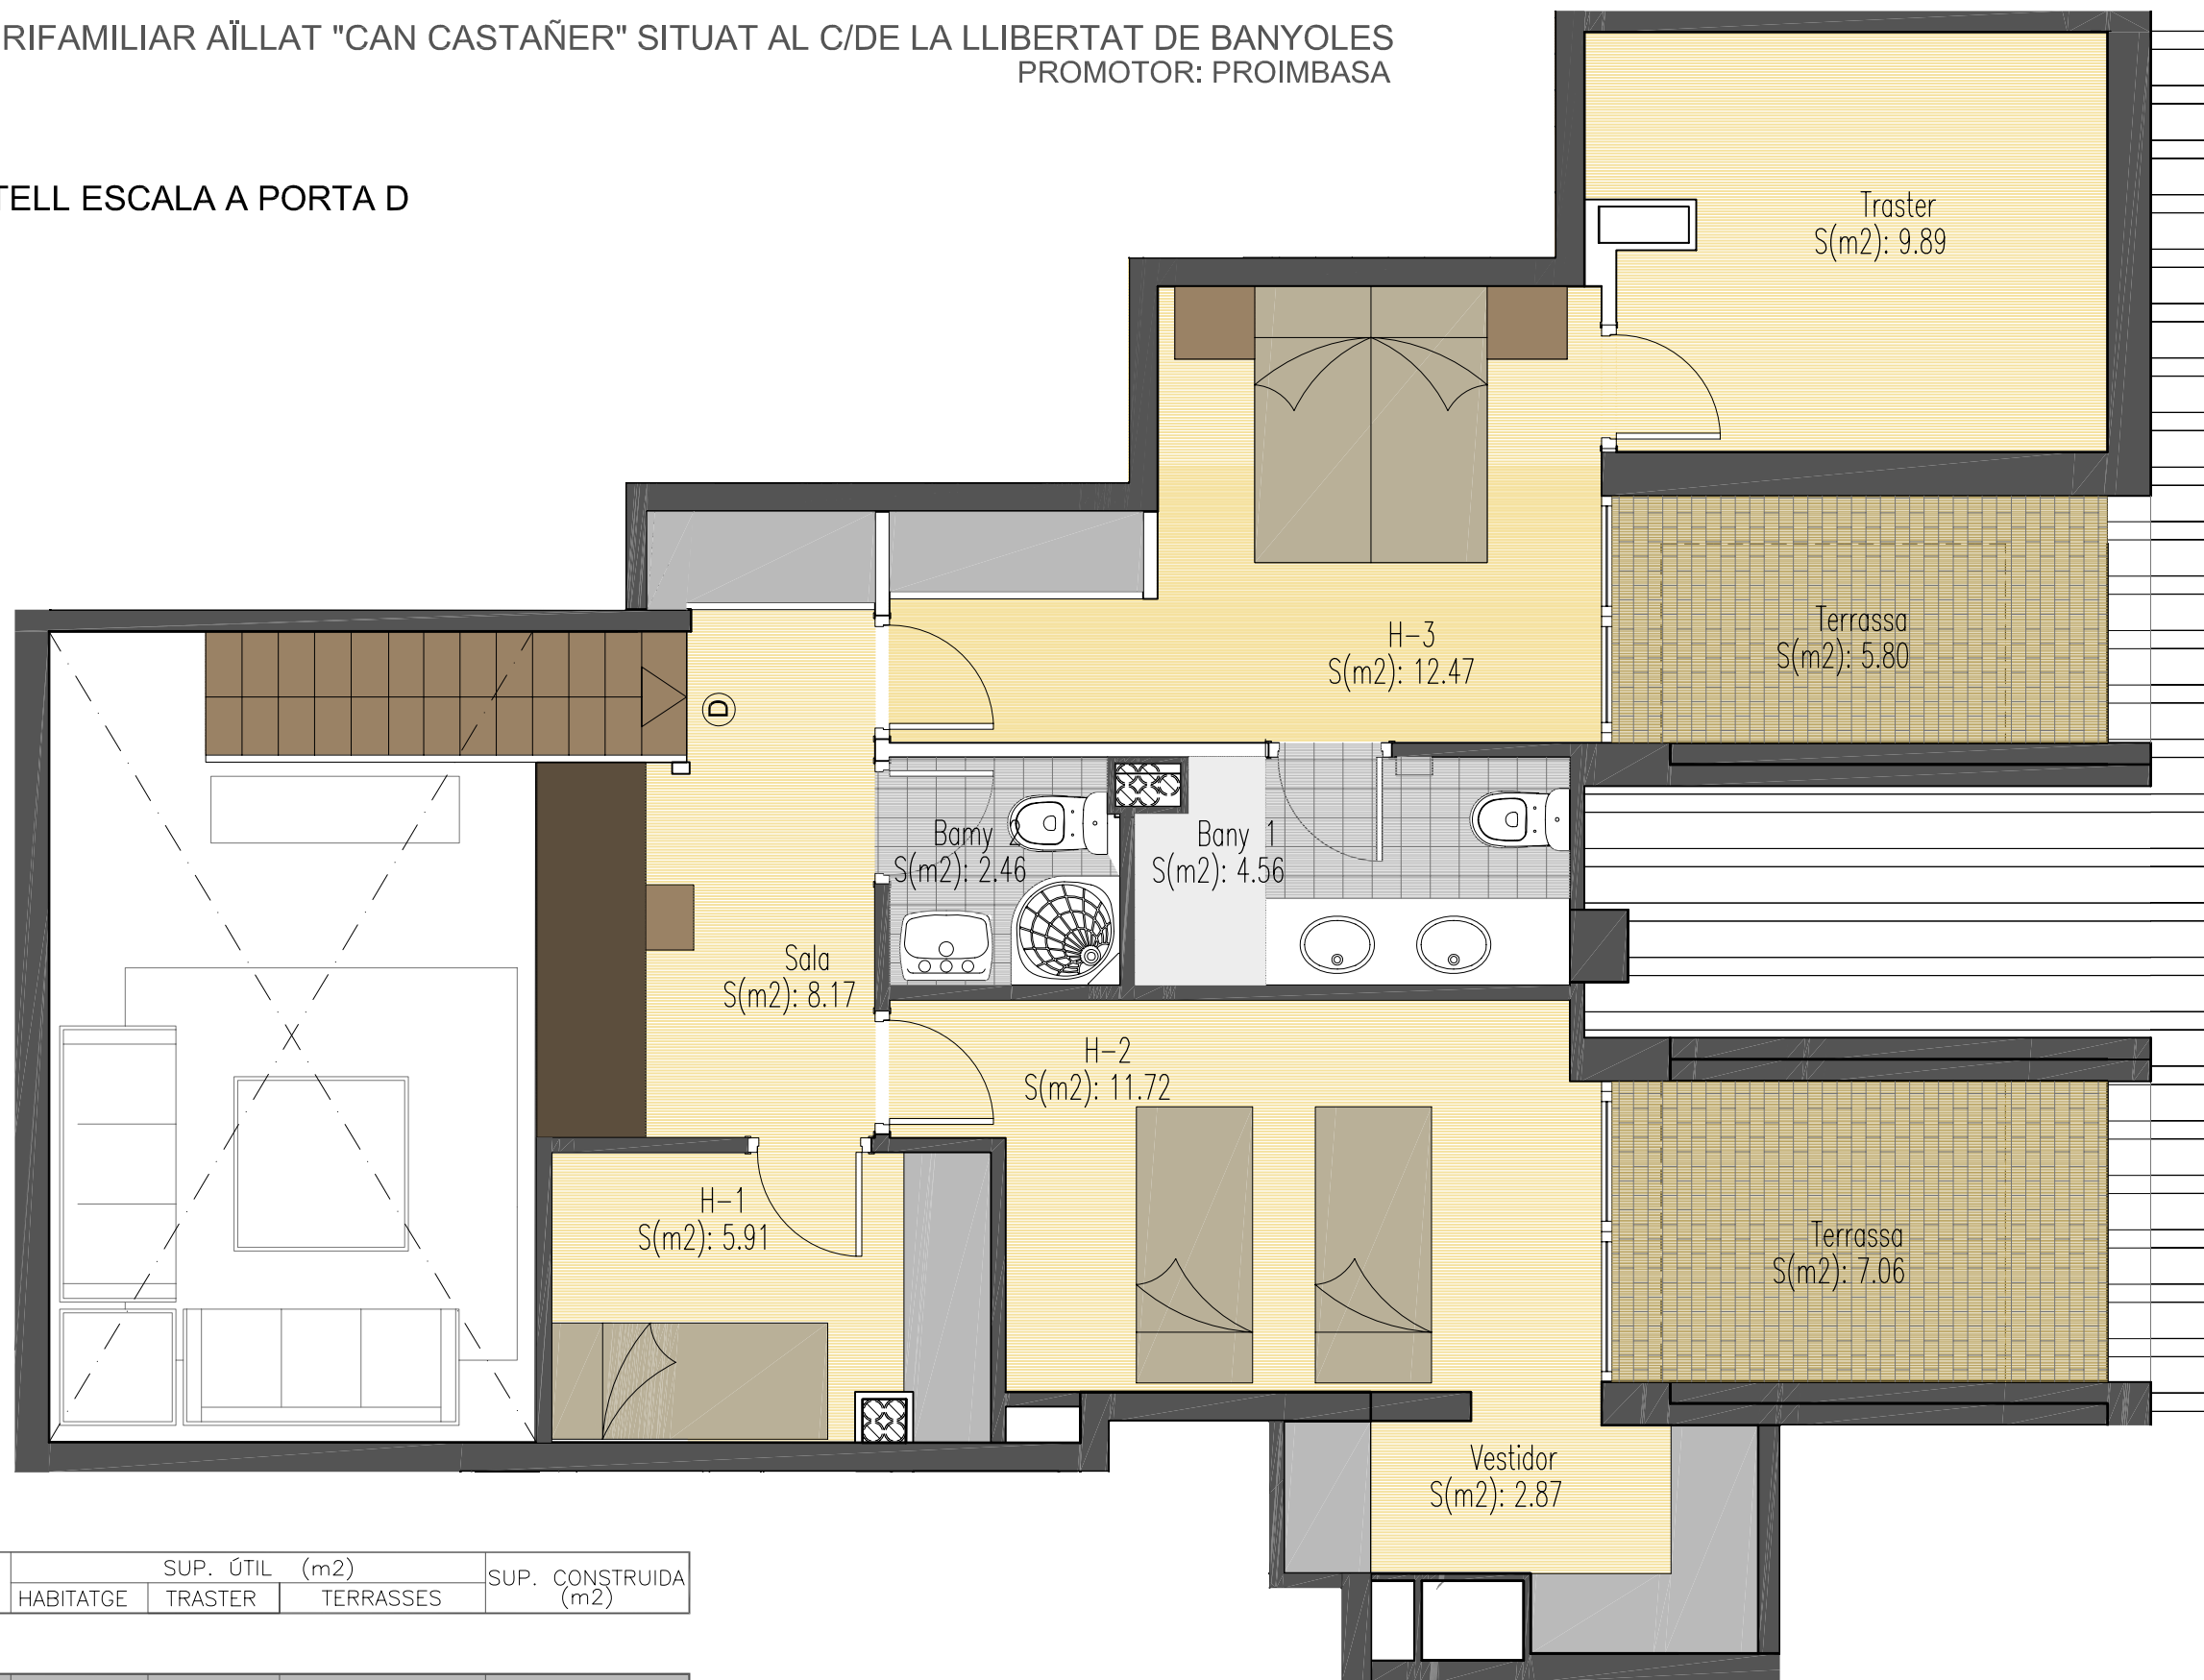 RIFAMILIAR AÏLLAT "CAN CASTAÑER" SITUAT AL C/DE LA LLIBERTAT DE BANYOLES
PROMOTOR: PROIMBASA
TELL ESCALA A PORTA D
Traster
S(m2): 9.89
H-3
S(m2): 12.47
Terrassa
S(m2): 5.80
D
Bamy 2
S(m2): 2.46
Bany 1
S(m2): 4.56
Sala
S(m2): 8.17
H-2
S(m2): 11.72
H-1
S(m2): 5.91
Terrassa
S(m2): 7.06
Vestidor
S(m2): 2.87
SUP. ÚTIL (m2)
SUP. CONSTRUIDA
(m2)
HABITATGE TRASTER TERRASSES